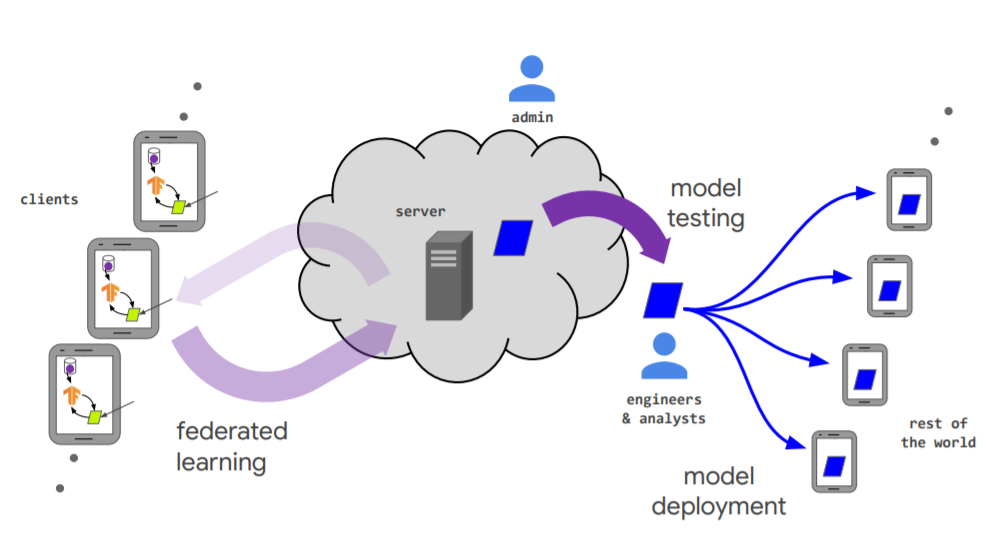 admin
clients
server
model
testing
federated
learning
engineers
& analysts
model
deployment
rest of
the world